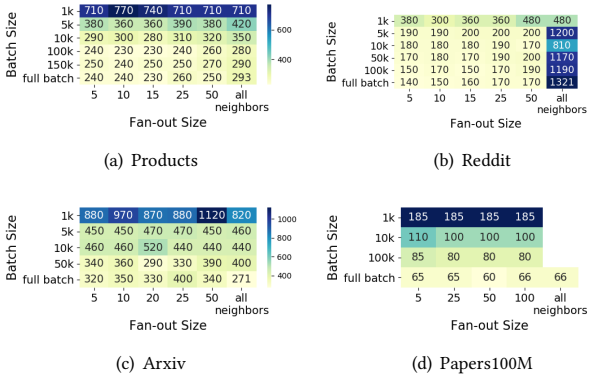 Batch Size
1k 710 770 740 710 710 710
5k 380 360 360 390 380 420
10k 290 300 280 310 320 350
100k 240 230 230 240 260 280
150k 250 240 230 240 270 290
full batch 240 240 230 260 250 293
5 10 15 25 50 all neighbors
Fan-out Size
600
400
(a) Products
Batch Size
1k 380 300 360 360 480 480
5k 190 190 200 200 200 1200
10k 180 180 180 190 170 810
50k 170 180 170 190 200 1170
100k 150 170 150 170 190 1190
full batch 140 150 160 170 170 1321
5 10 15 25 50 all neighbors
Fan-out Size
(b) Reddit
Batch Size
1k 880 970 870 880 1120 820
5k 450 450 470 450 450 460
10k 460 460 520 440 440 440
50k 340 360 290 330 390 400
full batch 320 350 330 400 340 271
5 10 20 25 50 all neighbors
Fan-out Size
1000
800
600
400
(c) Arxiv
Batch Size
1k 185 185 185 185
10k 110 100 100 100
100k 85 80 80 80
full batch 65 65 60 66 66
5 25 50 100 all neighbors
Fan-out Size
(d) Papers100M